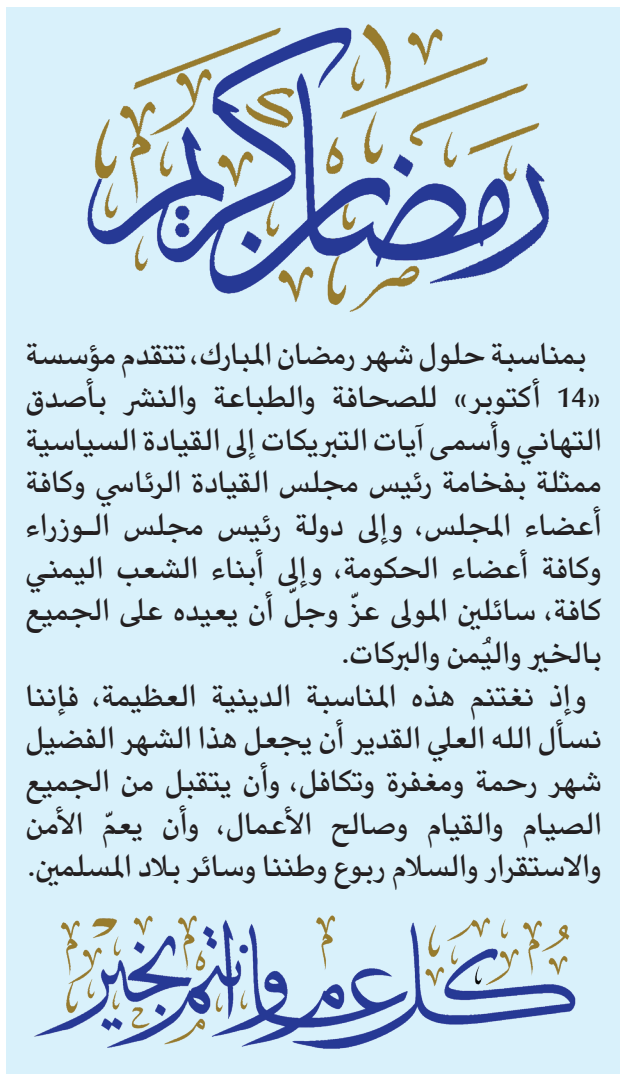 رمضان كريم
بمناسبة حلول شهر رمضان المبارك، تتقدم مؤسسة
«14 أكتوبر» للصحافة والطباعة والنشر بأصدق
التهاني وأسمى آيات التبريكات إلى القيادة السياسية
ممثلة بفخامة رئيس مجلس القيادة الرئاسي وكافة
أعضاء المجلس، وإلى دولة رئيس مجلس الوزراء
وكافة أعضاء الحكومة، وإلى أبناء الشعب اليمني
كافة، سائلين المولى عزّ وجلّ أن يعيده على الجميع
بالخير واليُمن والبركات.
وإذ نغتنم هذه المناسبة الدينية العظيمة، فإننا
نسأل الله العلي القدير أن يجعل هذا الشهر الفضيل
شهر رحمة ومغفرة وتكافل، وأن يتقبل من الجميع
الصيام والقيام وصالح الأعمال، وأن يعمّ الأمن
والاستقرار والسلام ربوع وطننا وسائر بلاد المسلمين.
كل عام وانتم بخير